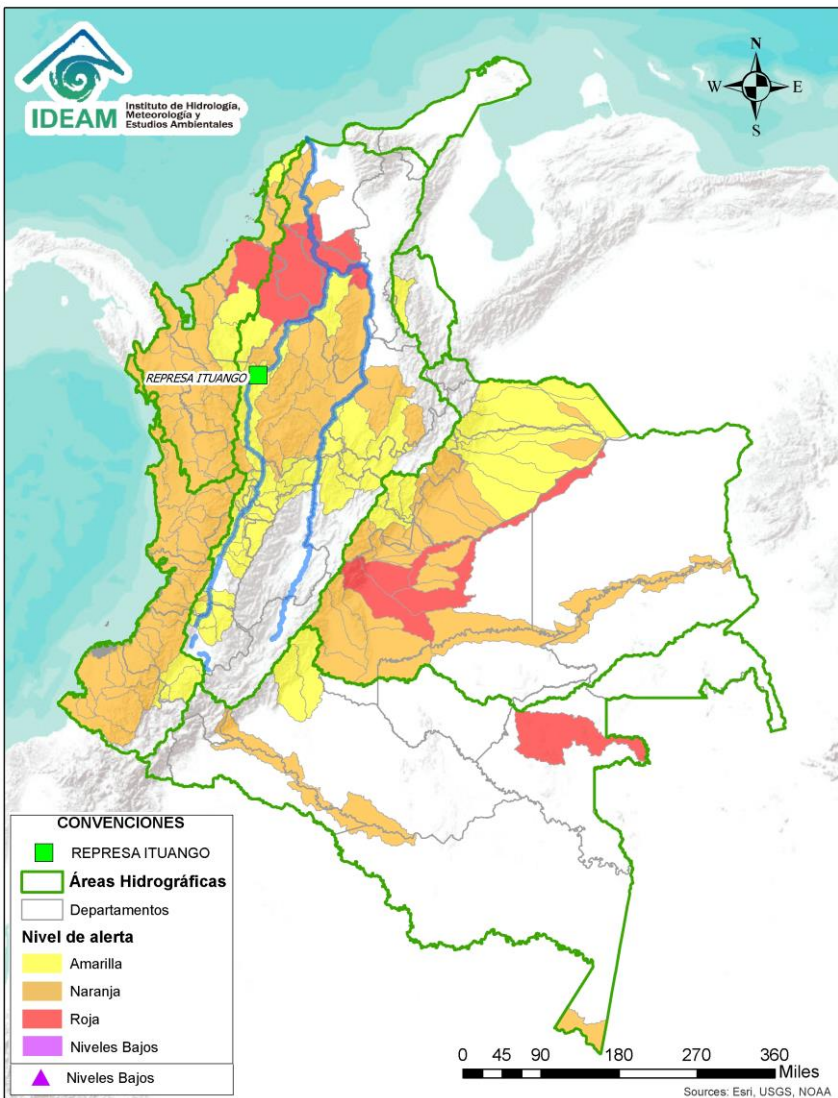 IDEAM
Instituto de Hidrología,
Meteorología y
Estudios Ambientales
N
W
E
S
REPRESA ITUANGO
CONVENCIONES
REPRESA ITUANGO
Áreas Hidrográficas
Departamentos
Nivel de alerta
Amarilla
Naranja
Roja
Niveles Bajos
Niveles Bajos
0 45 90 180 270 360
Miles
Sources: Esri, USGS, NOAA